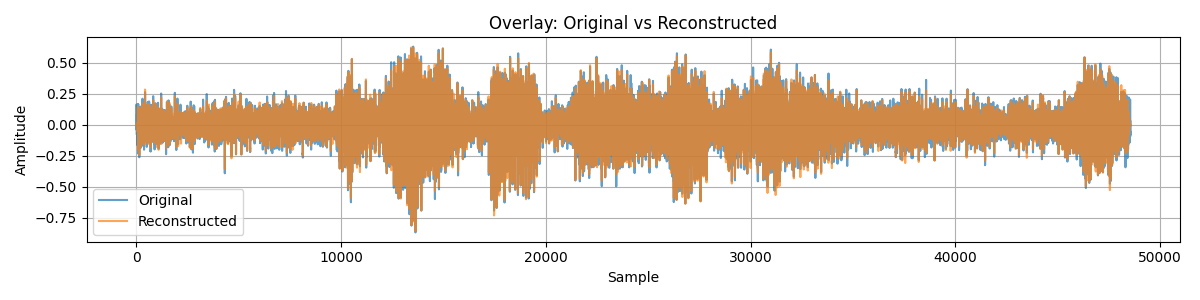 Overlay: Original vs Reconstructed
Amplitude
0.50
0.25
0.00
−0.25
−0.50
−0.75
Original
Reconstructed
0 10000 20000 30000 40000 50000
Sample